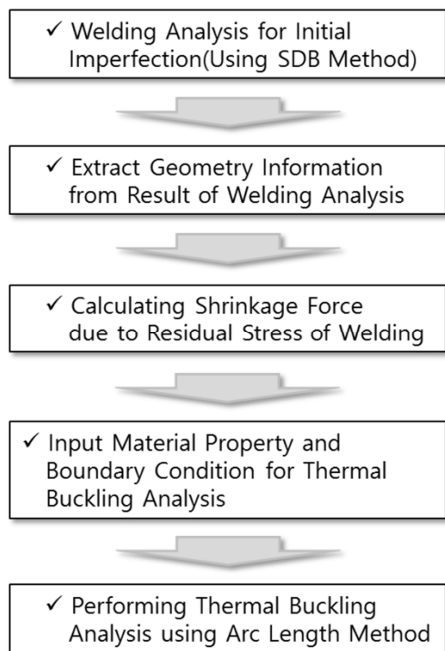 ✓ Welding Analysis for Initial
Imperfection(Using SDB Method)
✓ Extract Geometry Information
from Result of Welding Analysis
✓ Calculating Shrinkage Force
due to Residual Stress of Welding
✓ Input Material Property and
Boundary Condition for Thermal
Buckling Analysis
✓ Performing Thermal Buckling
Analysis using Arc Length Method